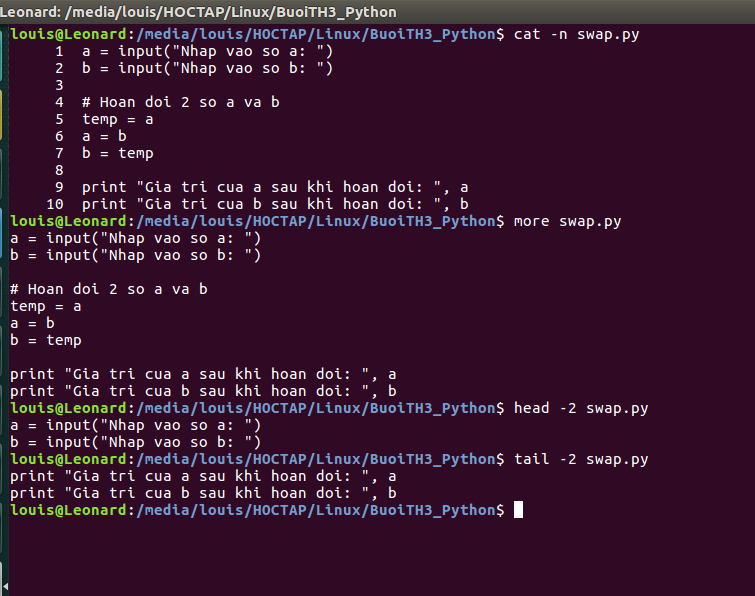 Leonard: /media/louis/HOCTAP/Linux/BuoiTH3_Python
louis@Leonard:/media/louis/HOCTAP/Linux/BuoiTH3_Python$ cat -n swap.py
     1  a = input("Nhap vao so a: ")
     2  b = input("Nhap vao so b: ")
     3
     4  # Hoan doi 2 so a va b
     5  temp = a
     6  a = b
     7  b = temp
     8
     9  print "Gia tri cua a sau khi hoan doi: ", a
    10  print "Gia tri cua b sau khi hoan doi: ", b
louis@Leonard:/media/louis/HOCTAP/Linux/BuoiTH3_Python$ more swap.py
a = input("Nhap vao so a: ")
b = input("Nhap vao so b: ")

# Hoan doi 2 so a va b
temp = a
a = b
b = temp

print "Gia tri cua a sau khi hoan doi: ", a
print "Gia tri cua b sau khi hoan doi: ", b
louis@Leonard:/media/louis/HOCTAP/Linux/BuoiTH3_Python$ head -2 swap.py
a = input("Nhap vao so a: ")
b = input("Nhap vao so b: ")
louis@Leonard:/media/louis/HOCTAP/Linux/BuoiTH3_Python$ tail -2 swap.py
print "Gia tri cua a sau khi hoan doi: ", a
print "Gia tri cua b sau khi hoan doi: ", b
louis@Leonard:/media/louis/HOCTAP/Linux/BuoiTH3_Python$